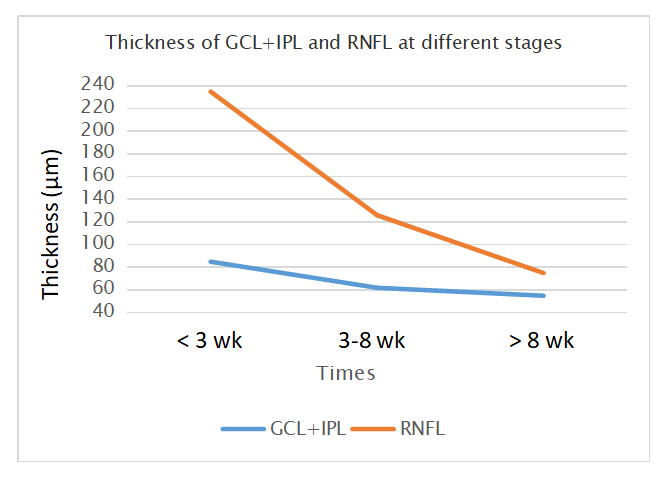 Thickness of GCL+IPL and RNFL at different stages
240
220
200
180
160
140
120
100
80
60
40
Thickness (µm)
< 3 wk 3-8 wk > 8 wk
Times
GCL+IPL RNFL